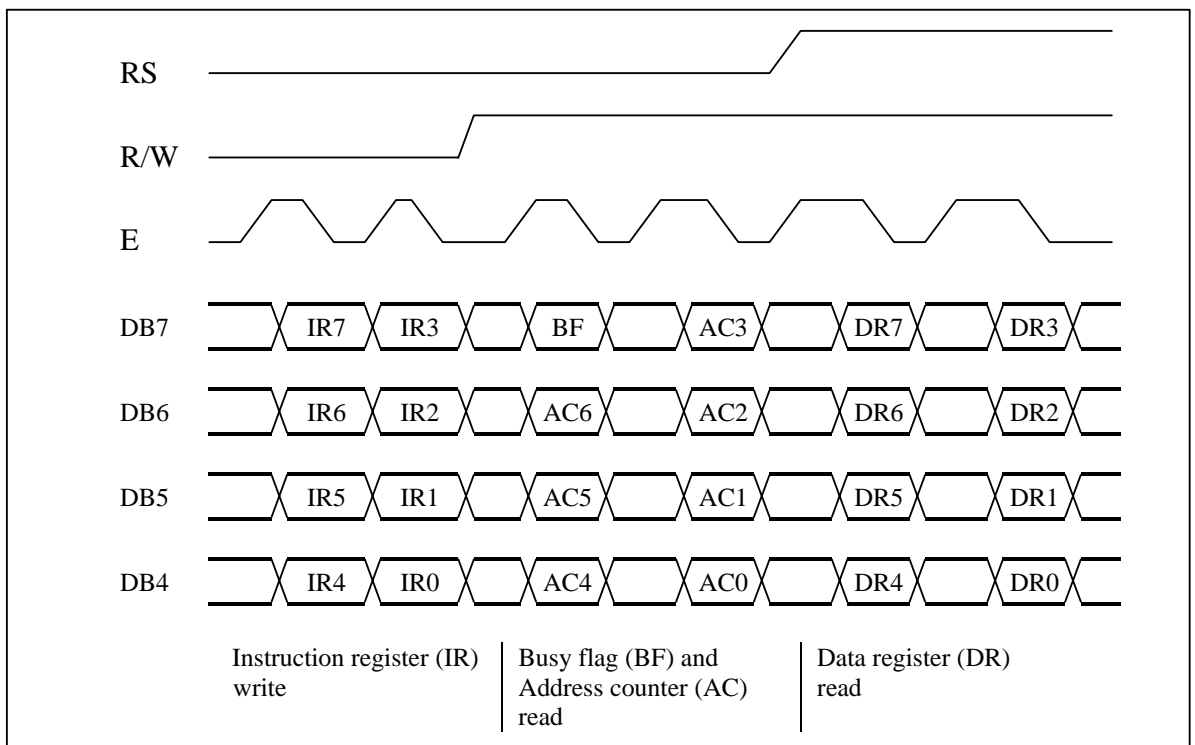 RS
R/W
E
DB7 IR7 IR3 BF AC3 DR7 DR3
DB6 IR6 IR2 AC6 AC2 DR6 DR2
DB5 IR5 IR1 AC5 AC1 DR5 DR1
DB4 IR4 IR0 AC4 AC0 DR4 DR0
Instruction register (IR)
write
Busy flag (BF) and
Address counter (AC)
read
Data register (DR)
read